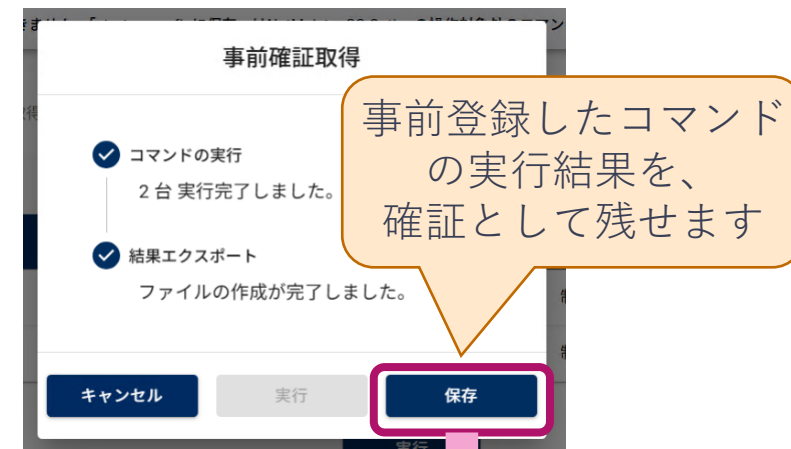 事前確証取得
事前登録したコマンド
の実行結果を、
確証として残せます
コマンドの実行
2 台 実行完了しました。
結果エクスポート
ファイルの作成が完了しました。
キャンセル
実行
保存
実行